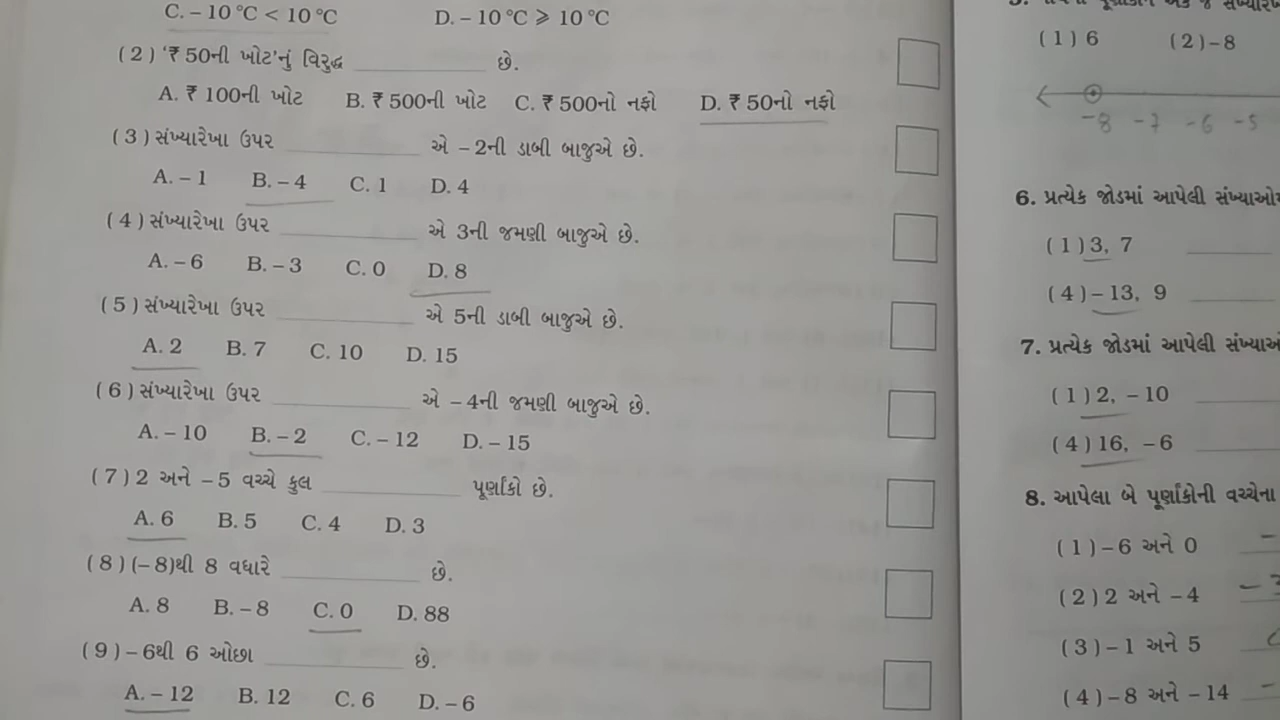 C. – 10 °C < 10 °C D. – 10 °C ⩾ 10 °C
(2) ‘₹ 50ની ખોટ’નું વિરુદ્ધ ________ છે.
A. ₹ 100ની ખોટ B. ₹ 500ની ખોટ C. ₹ 500નો નફો D. ₹ 50નો નફો
(3) સંખ્યારેખા ઉપર ________ એ – 2ની ડાબી બાજુએ છે.
A. – 1 B. – 4 C. 1 D. 4
(4) સંખ્યારેખા ઉપર ________ એ 3ની જમણી બાજુએ છે.
A. – 6 B. – 3 C. 0 D. 8
(5) સંખ્યારેખા ઉપર ________ એ 5ની ડાબી બાજુએ છે.
A. 2 B. 7 C. 10 D. 15
(6) સંખ્યારેખા ઉપર ________ એ – 4ની જમણી બાજુએ છે.
A. – 10 B. – 2 C. – 12 D. – 15
(7) 2 અને – 5 વચ્ચે કુલ ________ પૂર્ણાંકો છે.
A. 6 B. 5 C. 4 D. 3
(8) (– 8)થી 8 વધારે ________ છે.
A. 8 B. – 8 C. 0 D. 88
(9) – 6થી 6 ઓછા ________ છે.
A. – 12 B. 12 C. 6 D. – 6
(1) 6 (2) – 8
–8 –7 –6 –5
6. પ્રત્યેક જોડમાં આપેલી
(1) 3, 7
(4) – 13, 9
7. પ્રત્યેક જોડમાં આપેલી
(1) 2, – 10
(4) 16, – 6
8. આપેલા બે પૂર્ણાંકોની વચ્ચેના
(1) – 6 અને 0
(2) 2 અને – 4
(3) – 1 અને 5
(4) – 8 અને – 14